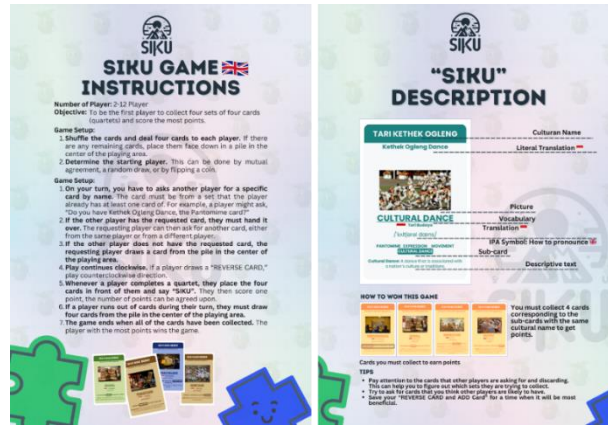 SIKU
SIKU GAME
INSTRUCTIONS
Number of Player: 2-12 Player
Objective: To be the first player to collect four sets of four cards
(quartets) and score the most points.
Game Setup:
1. Shuffle the cards and deal four cards to each player. If there
are any remaining cards, place them face down in a pile in the
center of the playing area.
2. Determine the starting player. This can be done by mutual
agreement, a random draw, or by flipping a coin.
Game Setup:
1. On your turn, you have to asks another player for a specific
card by name. The card must be from a set that the player
already has at least one card of. For example, a player might ask,
"Do you have Kethek Ogleng Dance, the Pantomime card?"
2. If the other player has the requested card, they must hand it
over. The requesting player can then ask for another card, either
from the same player or from a different player.
3. If the other player does not have the requested card, the
requesting player draws a card from the pile in the center of
the playing area.
4. Play continues clockwise. If a player draws a "REVERSE CARD,"
play counterclockwise direction.
5. Whenever a player completes a quartet, they place the four
cards in front of them and say "SIKU". They then score one
point, the number of points can be agreed upon.
6. If a player runs out of cards during their turn, they must draw
four cards from the pile in the center of the playing area.
7. The game ends when all of the cards have been collected. The
player with the most points wins the game.
SIKU
"SIKU"
DESCRIPTION
TARI KETHEK OGLENG
Kethek Ogleng Dance
CULTURAL DANCE
Tari Budaya
PANTOMIME EXPRESSION MOVEMENT
CULTURAL DANCE
Culturan Name
Literal Translation
Picture
Vocabulary
Translation
IPA Symbol: How to pronounce
Sub-card
Descriptive text
HOW TO WON THIS GAME
You must collect 4 cards
corresponding to the
sub-cards with the same
cultural name to get
points.
Cards you must collect to earn points
TIPS
• Pay attention to the cards that other players are asking for and discarding.
This can help you to figure out which sets they are trying to collect.
• Try to ask for cards that you think other players are likely to have.
• Save your "REVERSE CARD and ADD Card" for a time when it will be most
beneficial.